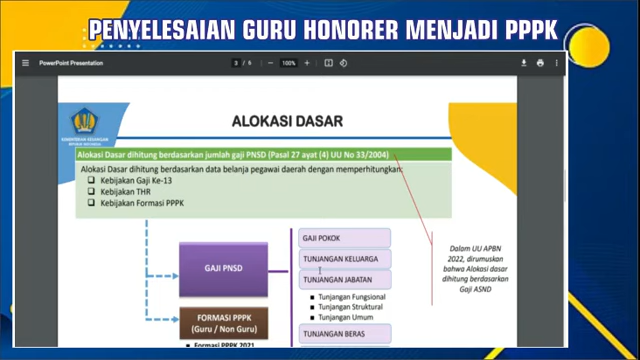 PENYELESAIAN GURU HONORER MENJADI PPPK
PowerPoint Presentation
3 / 6
100%
KEMENTERIAN KEUANGAN
REPUBLIK INDONESIA
ALOKASI DASAR
Alokasi Dasar dihitung berdasarkan jumlah gaji PNSD (Pasal 27 ayat (4) UU No 33/2004)
Alokasi Dasar dihitung berdasarkan data belanja pegawai daerah dengan memperhitungkan:
Kebijakan Gaji Ke-13
Kebijakan THR
Kebijakan Formasi PPPK
GAJI PNSD
FORMASI PPPK
(Guru / Non Guru)
Formasi PPPK 2021
GAJI POKOK
TUNJANGAN KELUARGA
TUNJANGAN JABATAN
Tunjangan Fungsional
Tunjangan Struktural
Tunjangan Umum
TUNJANGAN BERAS
Dalam UU APBN
2022, dirumuskan
bahwa Alokasi dasar
dihitung berdasarkan
Gaji ASND